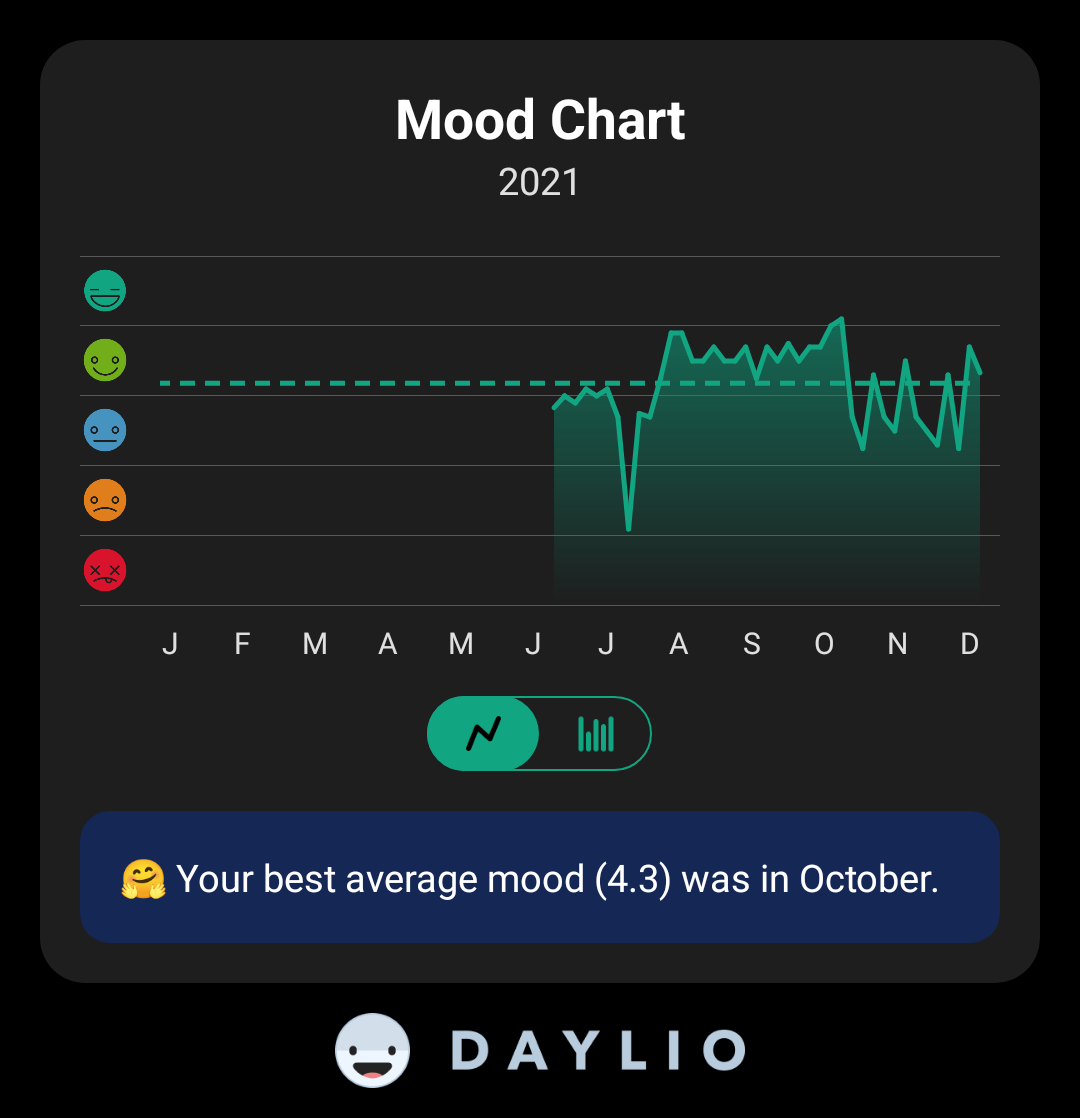 Mood Chart
2021
J F M A M J J A S O N D
🤗 Your best average mood (4.3) was in October.
DAYLIO